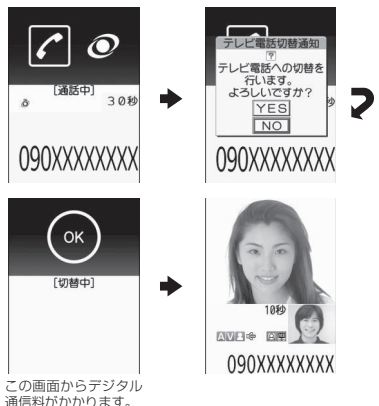 [通話中]
30秒
090XXXXXXXX
テレビ電話切替通知
?
テレビ電話への切替を
行います。
よろしいですか?
YES
NO
秒
090XXXXXXXX
OK
[切替中]
この画面からデジタル
通信料がかかります。
10秒
AV
090XXXXXXXX